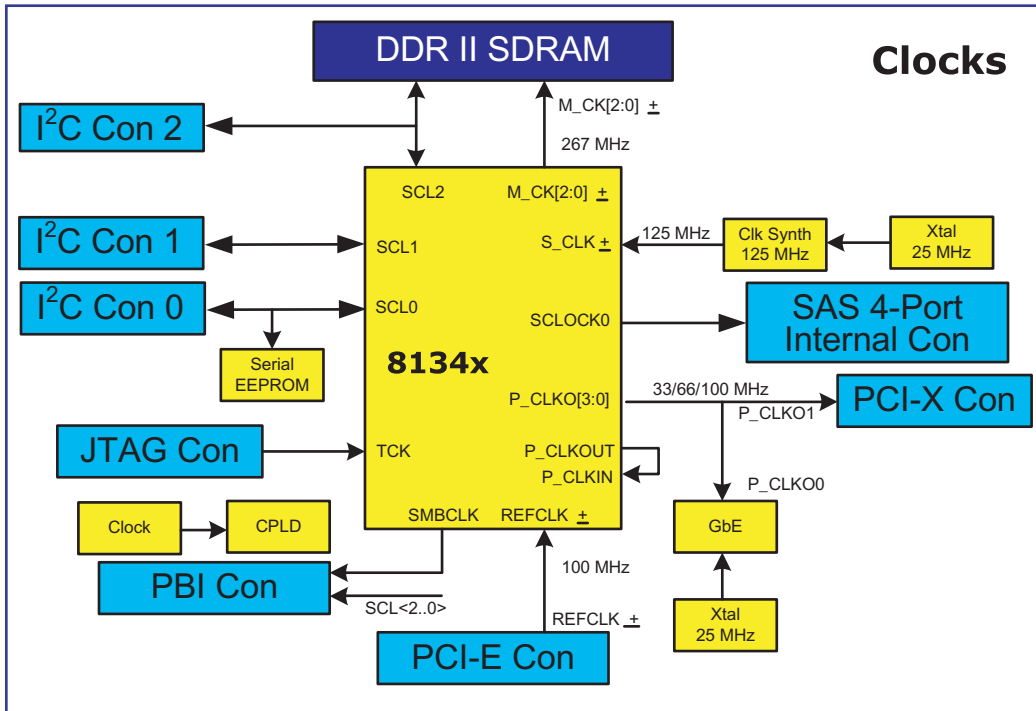 DDR II SDRAM
Clocks
M_CK[2:0] ±
267 MHz
I²C Con 2
SCL2
M_CK[2:0] ±
I²C Con 1
SCL1
S_CLK ±
125 MHz
Clk Synth
125 MHz
Xtal
25 MHz
I²C Con 0
SCL0
SCLOCK0
SAS 4-Port
Internal Con
Serial
EEPROM
8134x
P_CLKO[3:0]
33/66/100 MHz
P_CLKO1
PCI-X Con
JTAG Con
TCK
P_CLKOUT
P_CLKIN
P_CLKO0
Clock
CPLD
SMBCLK
REFCLK ±
GbE
PBI Con
SCL<2..0>
100 MHz
REFCLK ±
Xtal
25 MHz
PCI-E Con